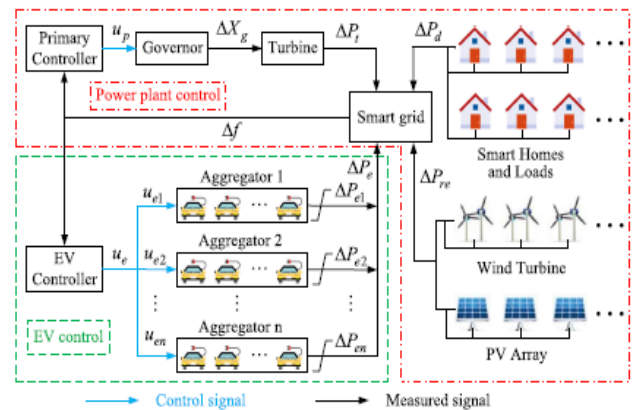 Primary
Controller
u_p
Governor
ΔX_g
Turbine
ΔP_t
ΔP_d
Power plant control
Smart grid
Δf
Smart Homes
and Loads
ΔP_e
ΔP_re
Aggregator 1
u_e1
ΔP_e1
EV
Controller
u_e
u_e2
Aggregator 2
ΔP_e2
Wind Turbine
EV control
u_en
Aggregator n
ΔP_en
PV Array
Control signal
Measured signal